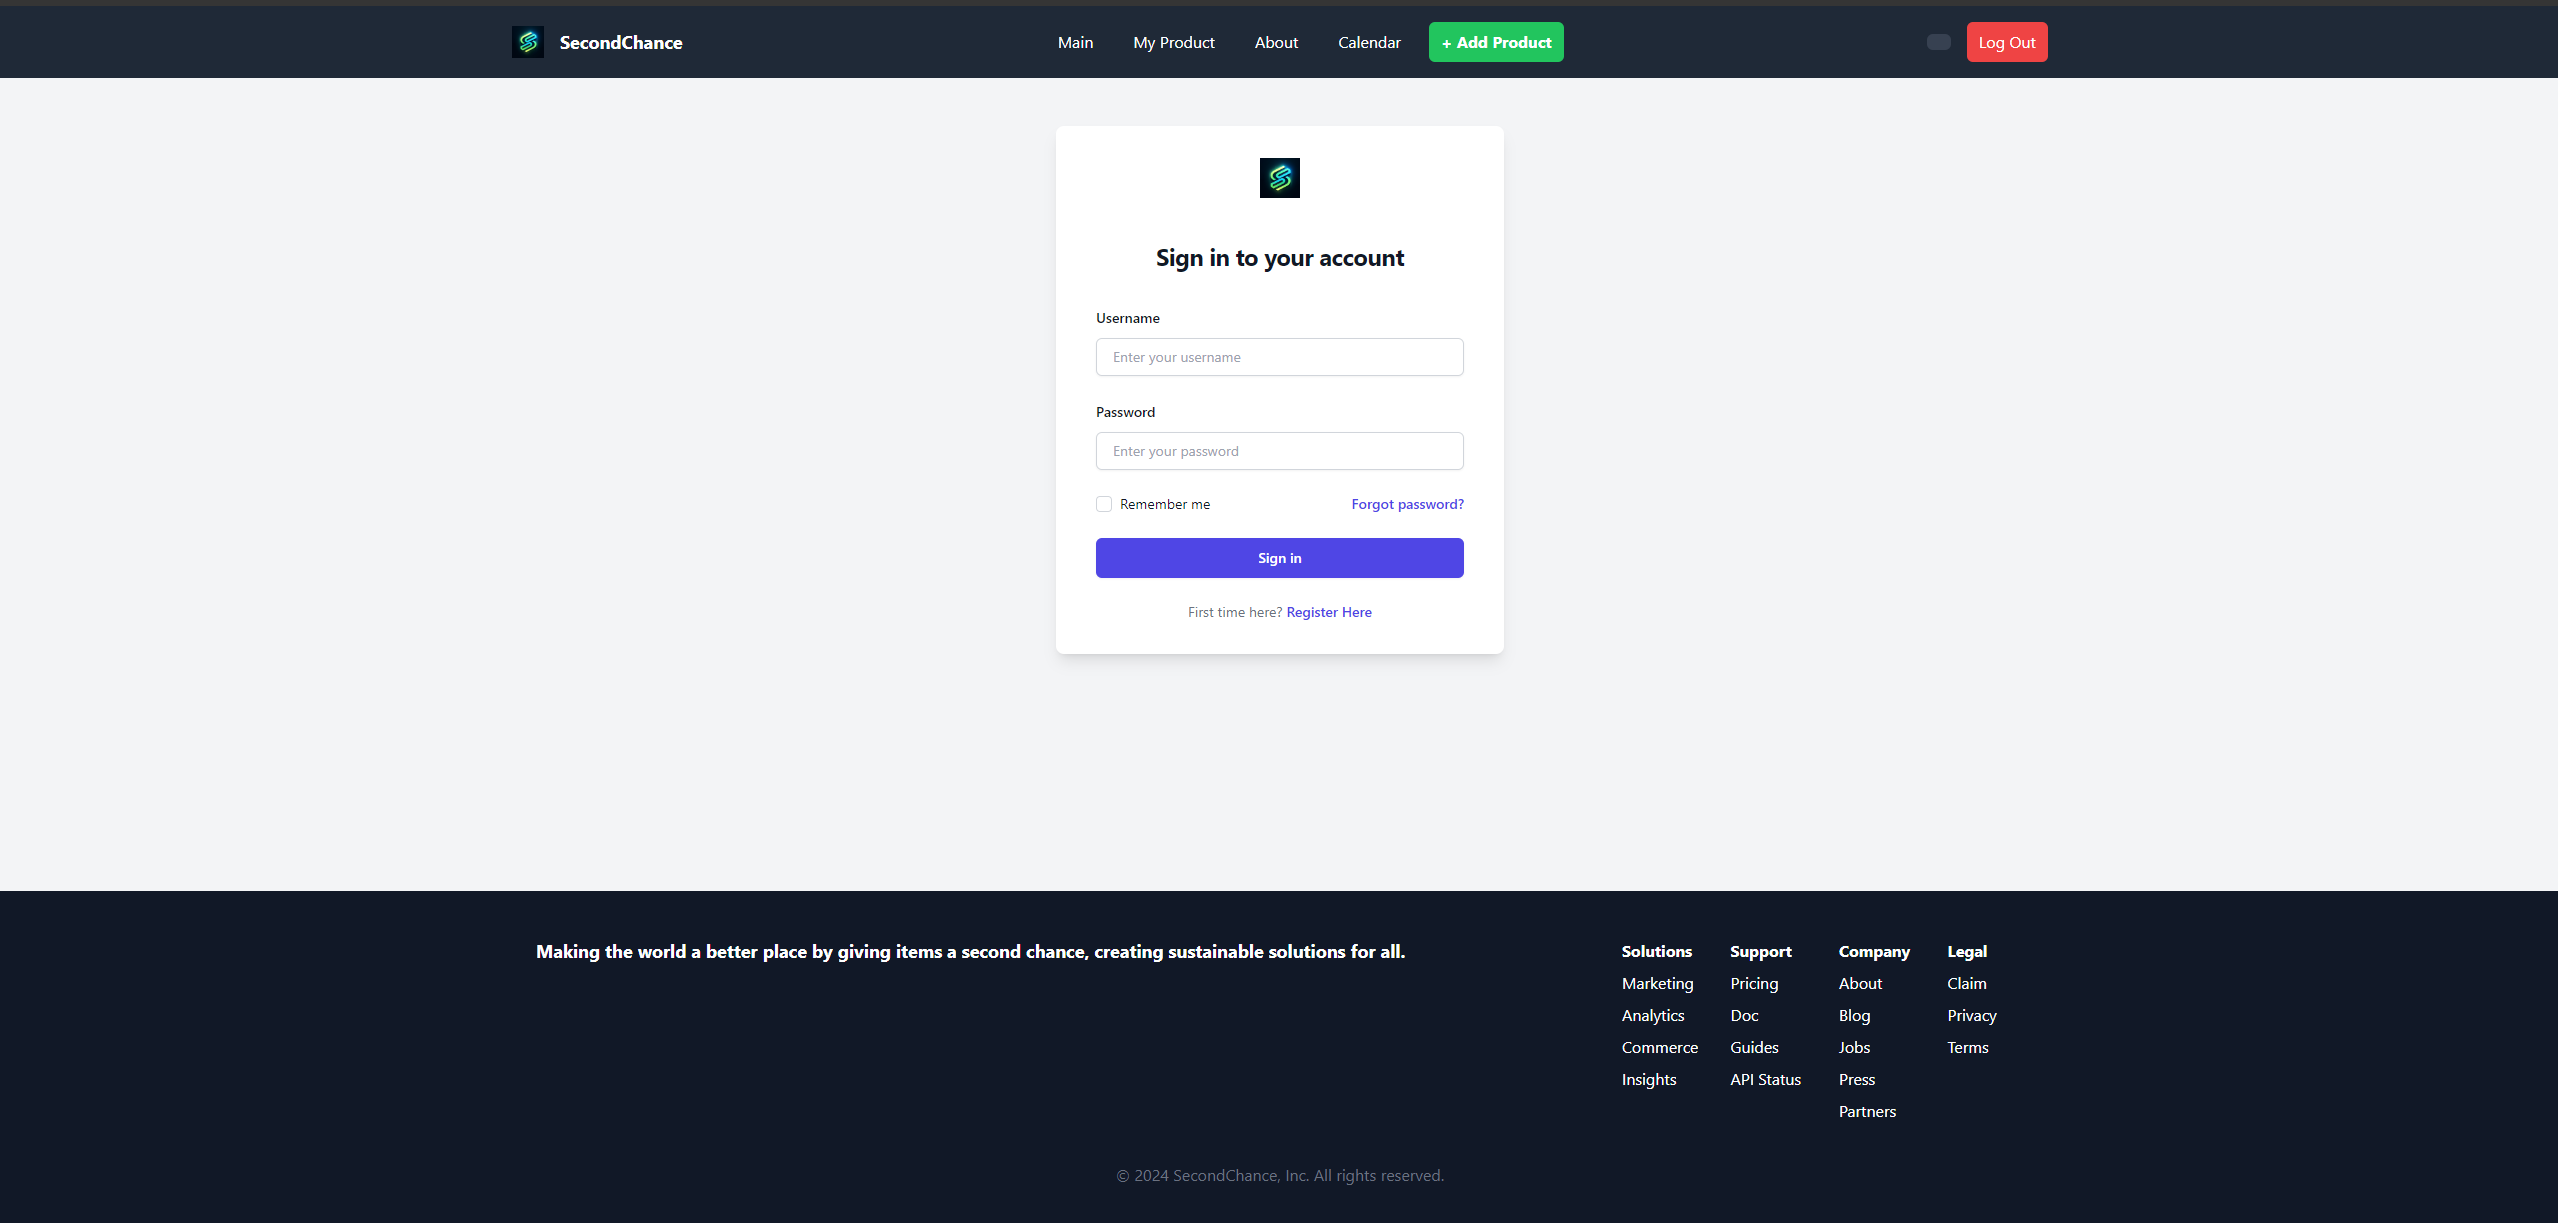 SecondChance
Main
My Product
About
Calendar
+ Add Product
Log Out
Sign in to your account
Username
Enter your username
Password
Enter your password
Remember me
Forgot password?
Sign in
First time here? Register Here
Making the world a better place by giving items a second chance, creating sustainable solutions for all.
Solutions
Marketing
Analytics
Commerce
Insights
Support
Pricing
Doc
Guides
API Status
Company
About
Blog
Jobs
Press
Partners
Legal
Claim
Privacy
Terms
© 2024 SecondChance, Inc. All rights reserved.